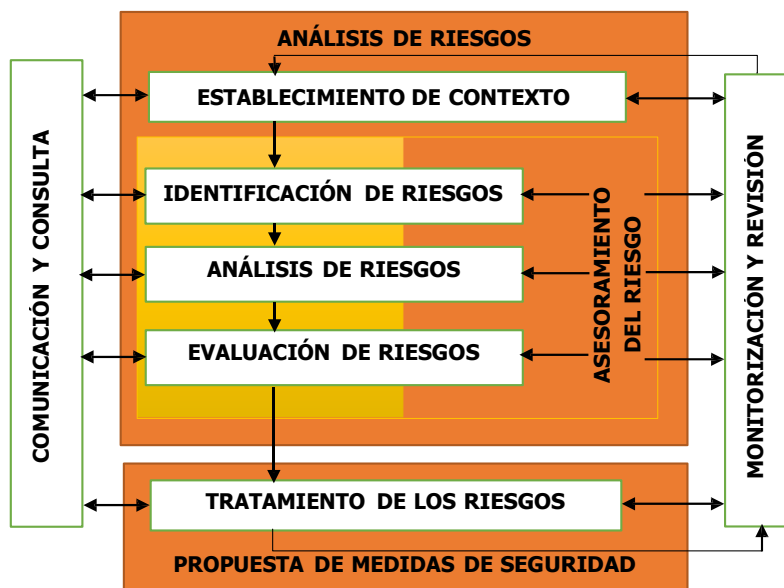 ANÁLISIS DE RIESGOS
ESTABLECIMIENTO DE CONTEXTO
IDENTIFICACIÓN DE RIESGOS
ANÁLISIS DE RIESGOS
EVALUACIÓN DE RIESGOS
ASESORAMIENTO
DEL RIESGO
TRATAMIENTO DE LOS RIESGOS
PROPUESTA DE MEDIDAS DE SEGURIDAD
COMUNICACIÓN Y CONSULTA
MONITORIZACIÓN Y REVISIÓN